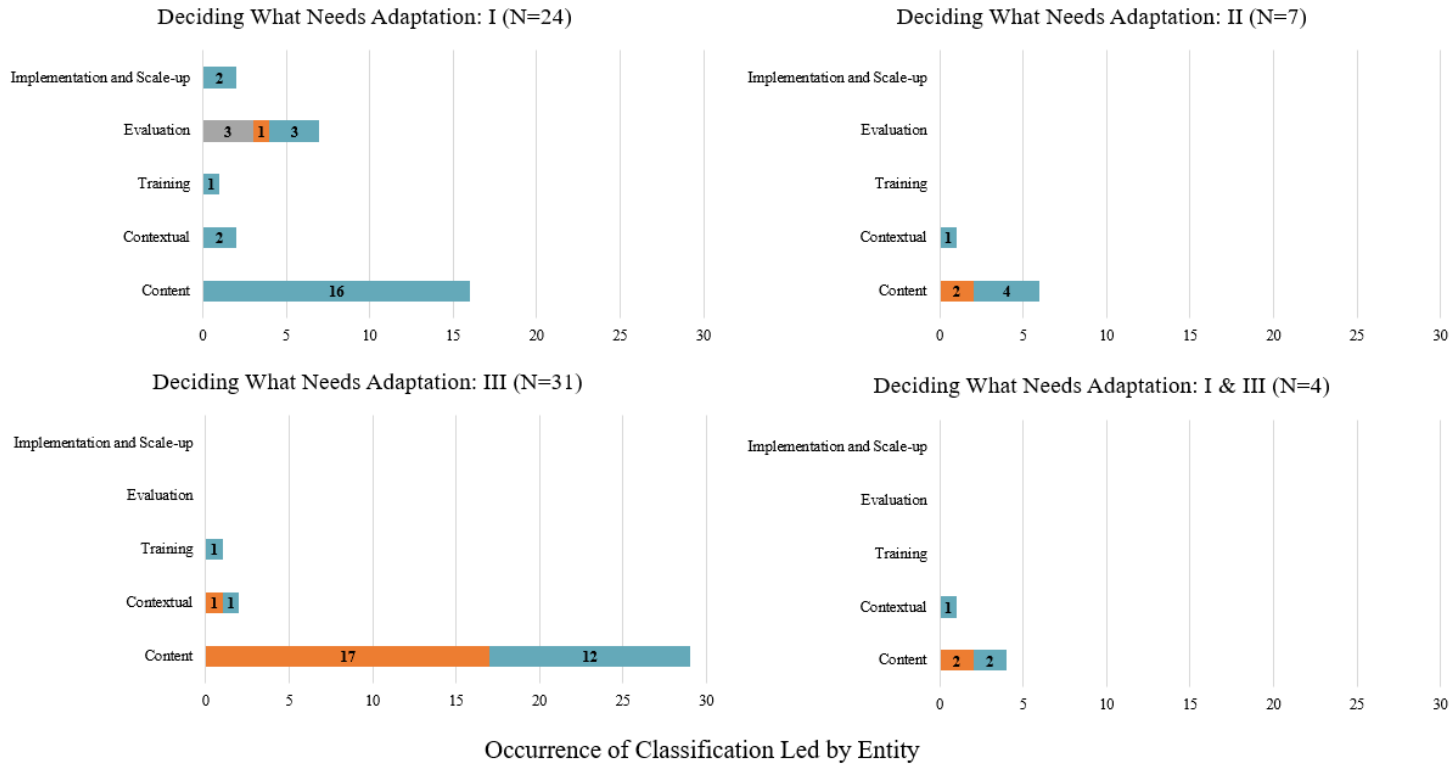 Deciding What Needs Adaptation: I (N=24)
Implementation and Scale-up
2
Evaluation
3 1 3
Training
1
Contextual
2
Content
16
0 5 10 15 20 25 30
Deciding What Needs Adaptation: II (N=7)
Implementation and Scale-up
Evaluation
Training
Contextual
1
Content
2 4
0 5 10 15 20 25 30
Deciding What Needs Adaptation: III (N=31)
Implementation and Scale-up
Evaluation
Training
1
Contextual
1 1
Content
17 12
0 5 10 15 20 25 30
Deciding What Needs Adaptation: I & III (N=4)
Implementation and Scale-up
Evaluation
Training
Contextual
1
Content
2 2
0 5 10 15 20 25 30
Occurrence of Classification Led by Entity